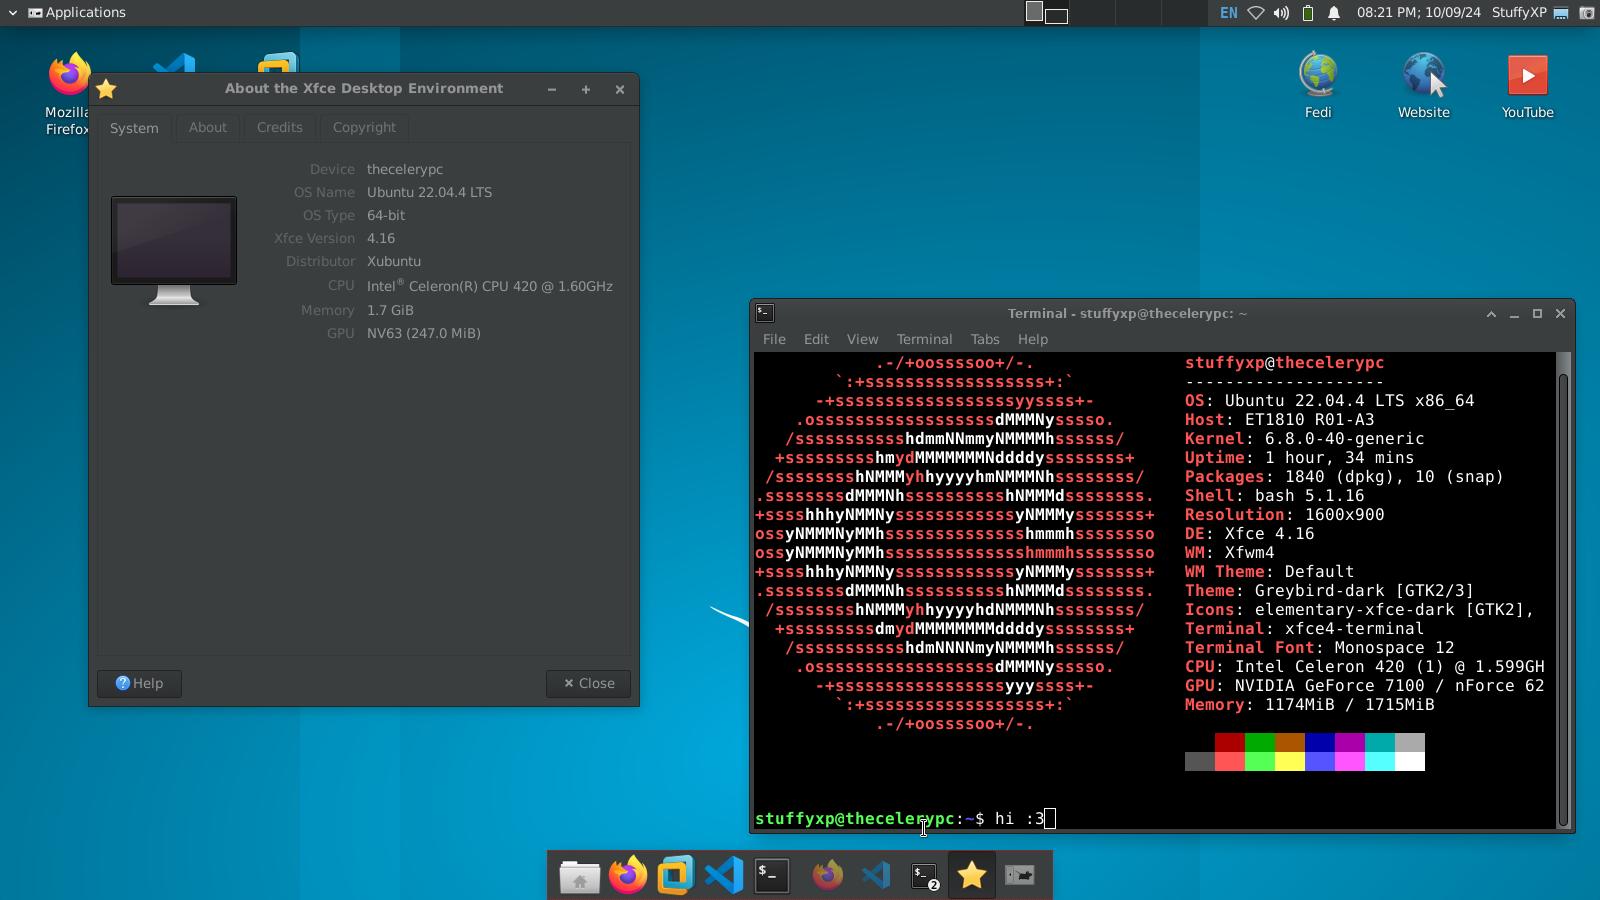 Applications
EN
08:21 PM; 10/09/24
StuffyXP
Mozilla
Firefox
Fedi
Website
YouTube
About the Xfce Desktop Environment
System
About
Credits
Copyright
Device thecelerypc
OS Name Ubuntu 22.04.4 LTS
OS Type 64-bit
Xfce Version 4.16
Distributor Xubuntu
CPU Intel® Celeron(R) CPU 420 @ 1.60GHz
Memory 1.7 GiB
GPU NV63 (247.0 MiB)
Help
Close
Terminal - stuffyxp@thecelerypc: ~
File Edit View Terminal Tabs Help
.-/+oossssoo+/-.
`:+ssssssssssssssssss+:`
-+ssssssssssssssssssyyssss+-
.ossssssssssssssssssdMMMNysssso.
/ssssssssssshdmmNNmmyNMMMMhssssss/
+ssssssssshmydMMMMMMMNddddyssssssss+
/sssssssshNMMMyhhyyyyhmNMMMNhssssssss/
.ssssssssdMMMNhsssssssssshNMMMdssssssss.
+sssshhhyNMMNyssssssssssssyNMMMysssssss+
ossyNMMMNyMMhsssssssssssssshmmmhssssssso
ossyNMMMNyMMhsssssssssssssshmmmhssssssso
+sssshhhyNMMNyssssssssssssyNMMMysssssss+
.ssssssssdMMMNhsssssssssshNMMMdssssssss.
/sssssssshNMMMyhhyyyyhdNMMMNhssssssss/
+sssssssssdmydMMMMMMMMddddyssssssss+
/ssssssssssshdmNNNNmyNMMMMhssssss/
.ossssssssssssssssssdMMMNysssso.
-+sssssssssssssssssyyyssss+-
`:+ssssssssssssssssss+:`
.-/+oossssoo+/-.
stuffyxp@thecelerypc
--------------------
OS: Ubuntu 22.04.4 LTS x86_64
Host: ET1810 R01-A3
Kernel: 6.8.0-40-generic
Uptime: 1 hour, 34 mins
Packages: 1840 (dpkg), 10 (snap)
Shell: bash 5.1.16
Resolution: 1600x900
DE: Xfce 4.16
WM: Xfwm4
WM Theme: Default
Theme: Greybird-dark [GTK2/3]
Icons: elementary-xfce-dark [GTK2],
Terminal: xfce4-terminal
Terminal Font: Monospace 12
CPU: Intel Celeron 420 (1) @ 1.599GH
GPU: NVIDIA GeForce 7100 / nForce 62
Memory: 1174MiB / 1715MiB
stuffyxp@thecelerypc:~$ hi :3
$_
$_
2